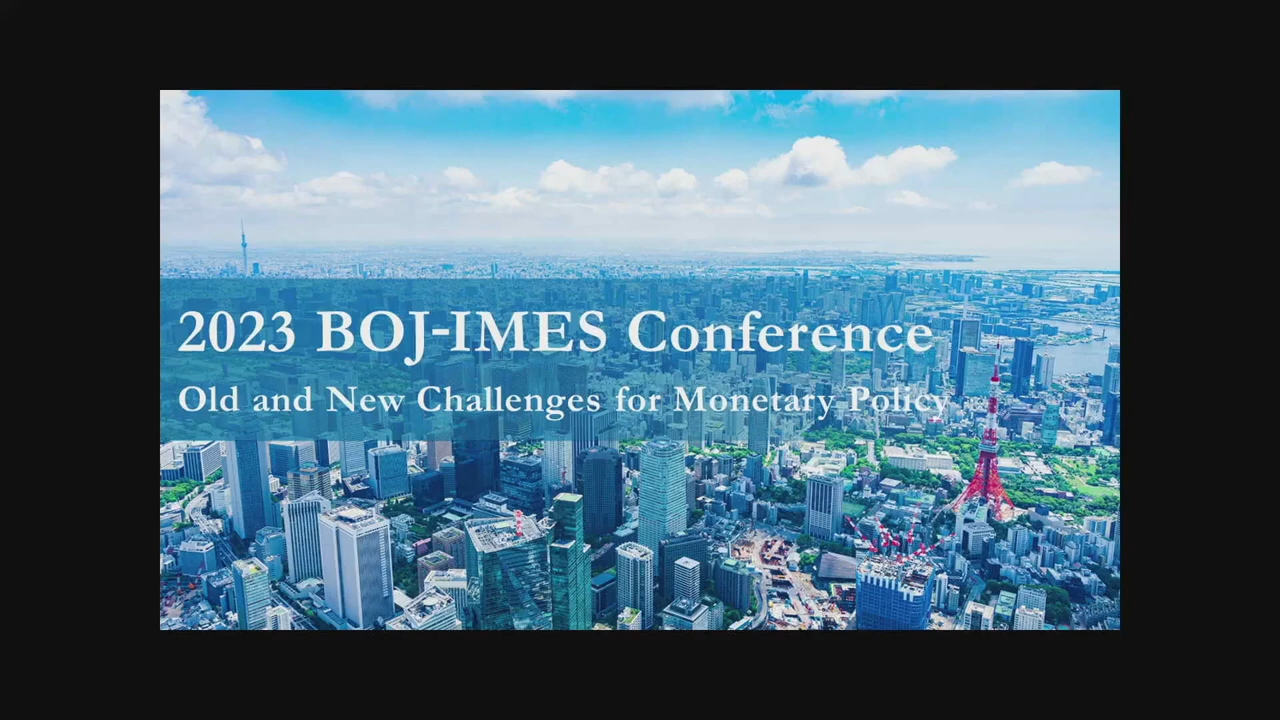 2023 BOJ-IMES Conference
Old and New Challenges for Monetary Policy